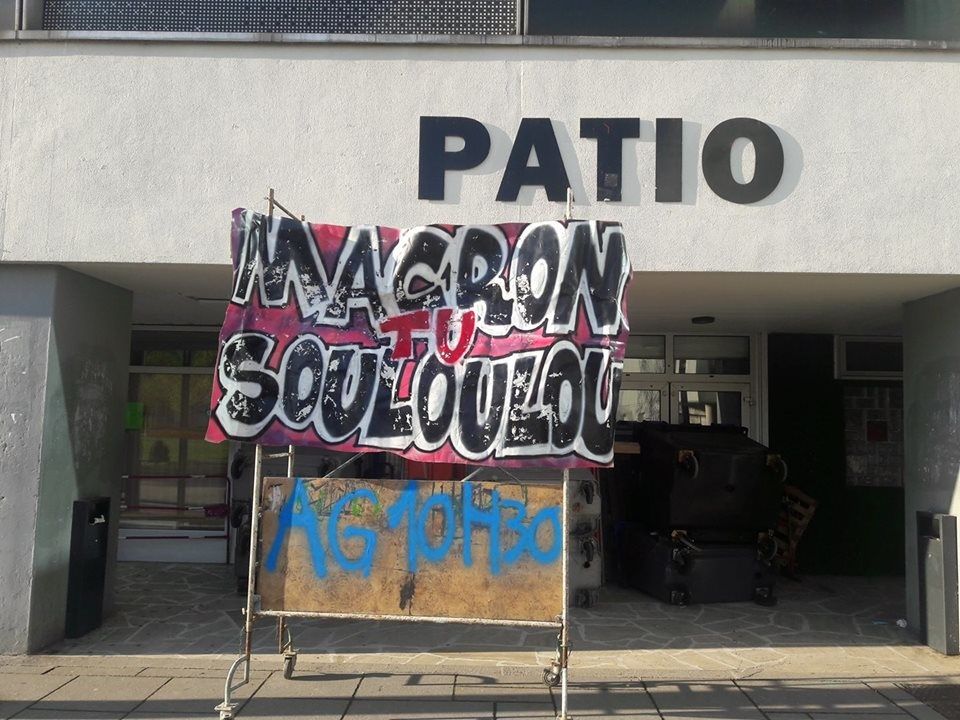 PATIO
MACRON
TU
SOULOULOU
AG 10H30